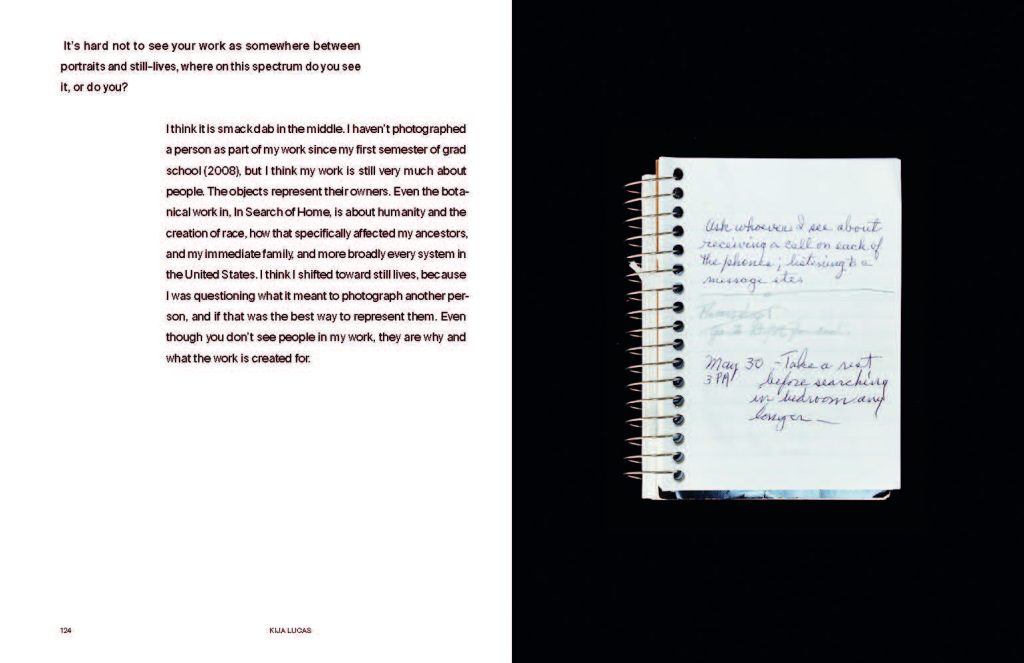 It's hard not to see your work as somewhere between
portraits and still-lives, where on this spectrum do you see
it, or do you?
I think it is smack dab in the middle. I haven't photographed
a person as part of my work since my first semester of grad
school (2008), but I think my work is still very much about
people. The objects represent their owners. Even the bota-
nical work in, In Search of Home, is about humanity and the
creation of race, how that specifically affected my ancestors,
and my immediate family, and more broadly every system in
the United States. I think I shifted toward still lives, because
I was questioning what it meant to photograph another per-
son, and if that was the best way to represent them. Even
though you don't see people in my work, they are why and
what the work is created for.
124
KIJA LUCAS
Ask whoever I see about
receiving a call on each of
the phones; listening to a
message etc
May 30 - Take a rest
3 PM before searching
in bedroom any
longer —